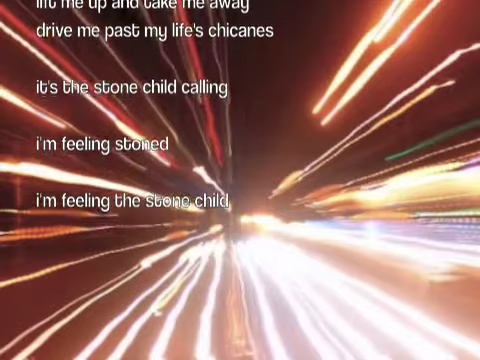 lift me up and take me away
drive me past my life's chicanes
it's the stone child calling
i'm feeling stoned
i'm feeling the stone child